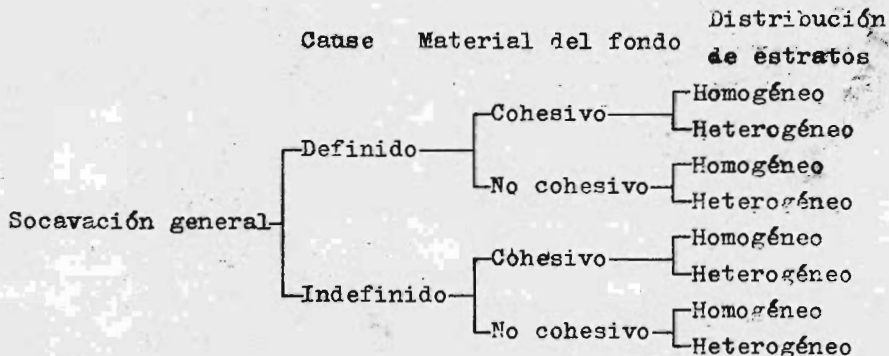 Distribución
Cause Material del fondo de estratos
Homogéneo
Cohesivo
Heterogéneo
Definido
Homogéneo
No cohesivo
Heterogéneo
Socavación general
Homogéneo
Cohesivo
Heterogéneo
Indefinido
Homogéneo
No cohesivo
Heterogéneo